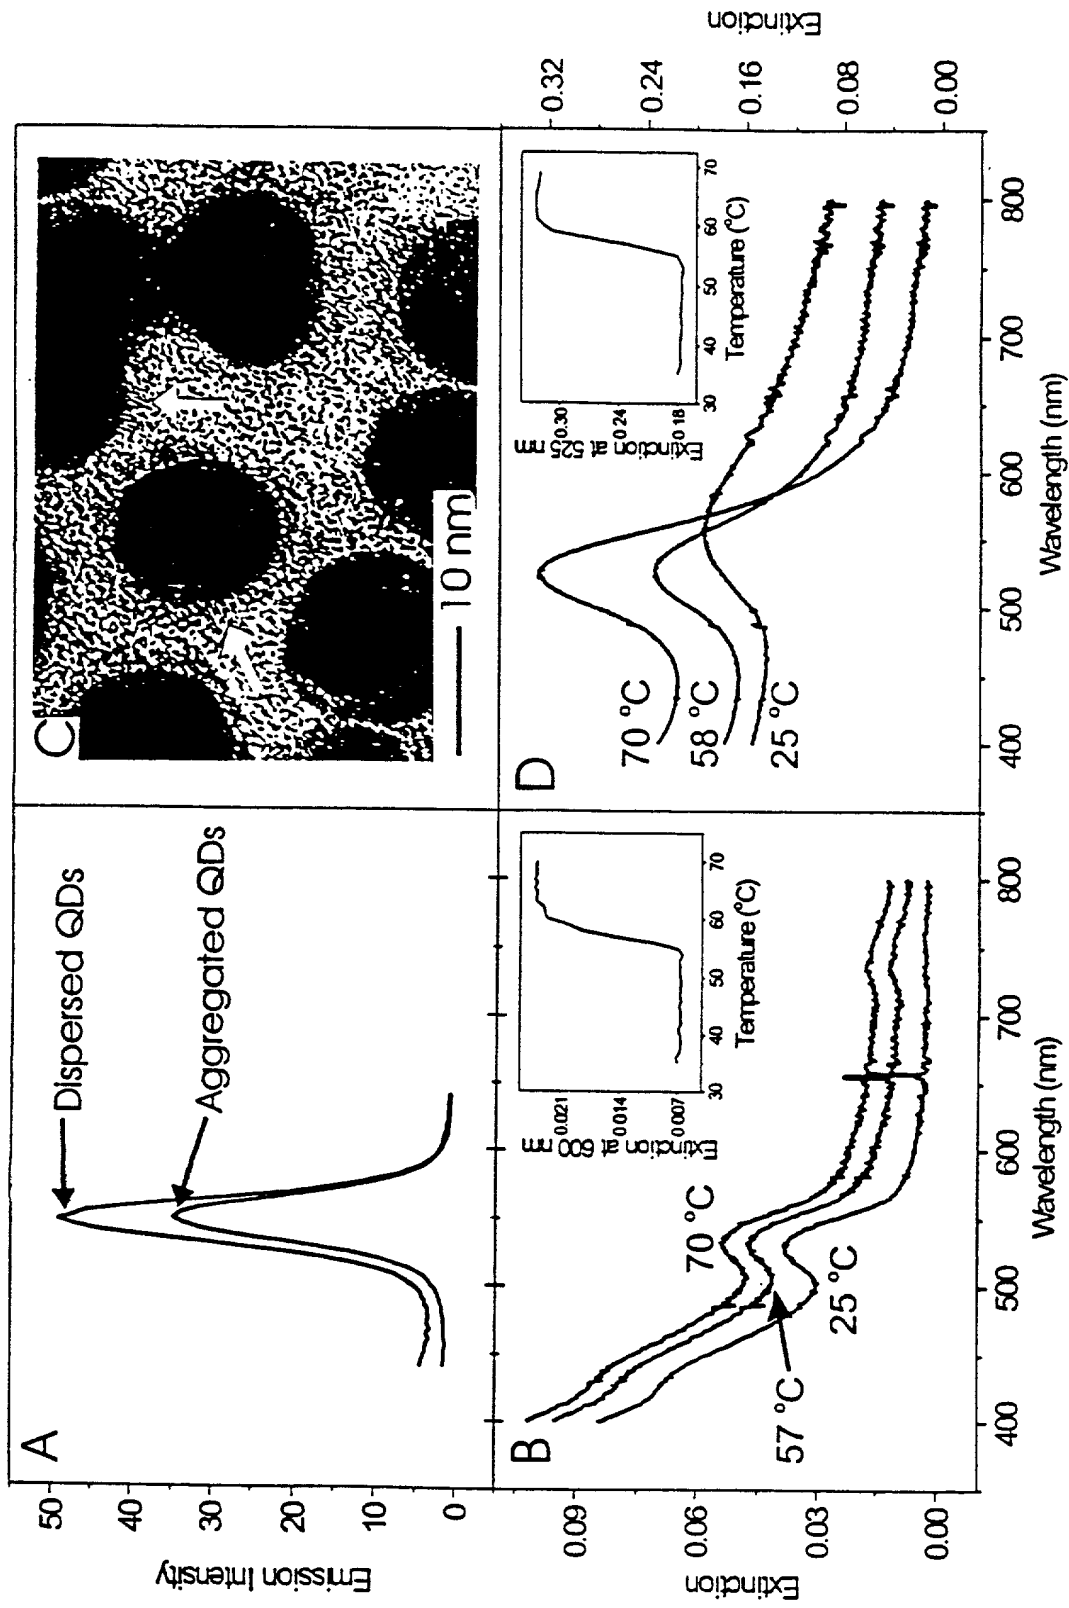 A
Dispersed QDs
Aggregated QDs
50
40
30
20
10
0
Emission Intensity
C
10 nm
B
70 °C
57 °C
25 °C
0.09
0.06
0.03
0.00
Extinction
400
500
600
700
800
Wavelength (nm)
Extinction at 600 nm
0.021
0.014
0.007
30
40
50
60
70
Temperature (°C)
D
70 °C
58 °C
25 °C
0.32
0.24
0.16
0.08
0.00
Extinction
400
500
600
700
800
Wavelength (nm)
Extinction at 525 nm
0.30
0.24
0.18
30
40
50
60
70
Temperature (°C)